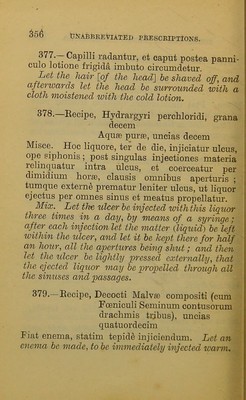 356 UNABBREVIATED PRESCRIPTIONS.
377.—Capilli radantur, et caput postea panni-
culo lotione frigidâ imbuto circumdetur.
Let the hair [of the head] be shaved off, and
afterwards let the head be surrounded with a
cloth moistened with the cold lotion.
378.—Recipe, Hydrargyri perchloridi, grana
decem
Aquæ puræ, uncias decem
Misce. Hoc liquore, ter de die, injiciatur ulcus,
ope siphonis; post singulas injectiones materia
relinquatur intra ulcus, et coerceatur per
dimidium horæ, clausis omnibus aperturis;
tumque externè prematur leniter ulcus, ut liquor
ejectus per omnes sinus et meatus propellatur.
Mix. Let the ulcer be injected with this liquor
three times in a day, by means of a syringe;
after each injection let the matter (liquid) be left
within the ulcer, and let it be kept there for half
an hour, all the apertures being shut; and then
let the ulcer be lightly pressed externally, that
the ejected liquor may be propelled through all
the sinuses and passages.
379.—Recipe, Decocti Malvæ compositi (cum
Fœniculi Seminum contusorum
drachmis tribus), uncias
quatuordecim
Fiat enema, statim tepidè injiciendum. Let an
enema be made, to be immediately injected warm.